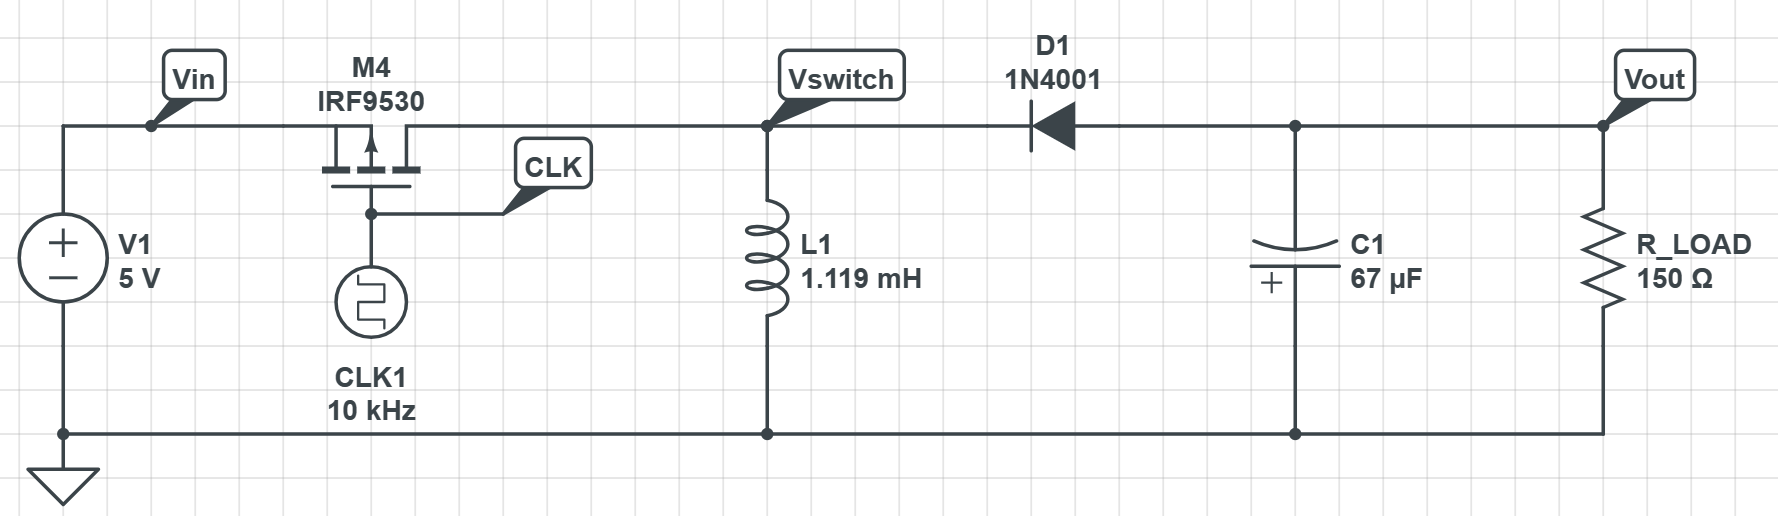 Vin
M4
IRF9530
CLK
Vswitch
D1
1N4001
Vout
V1
5 V
CLK1
10 kHz
L1
1.119 mH
C1
67 µF
R_LOAD
150 Ω